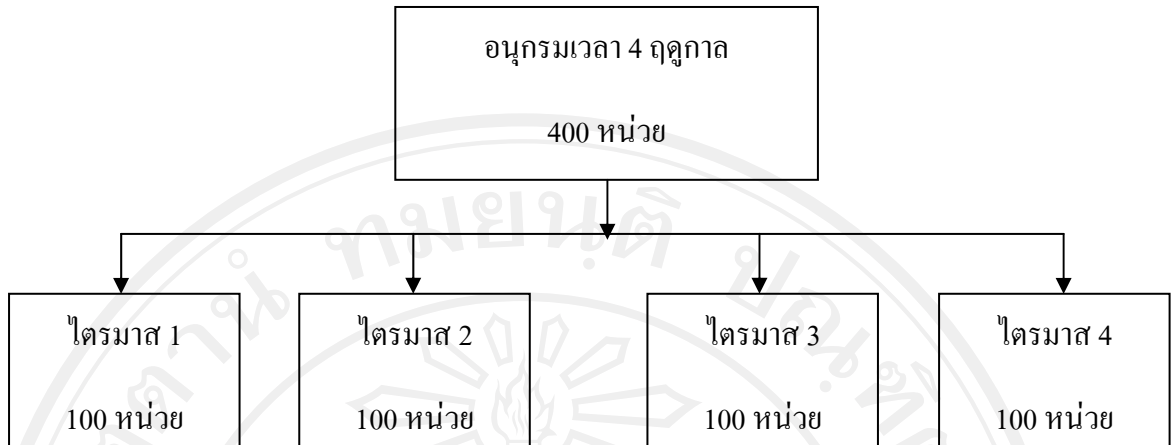 อนุกรมเวลา 4 ฤดูกาล
400 หน่วย
ไตรมาส 1
100 หน่วย
ไตรมาส 2
100 หน่วย
ไตรมาส 3
100 หน่วย
ไตรมาส 4
100 หน่วย